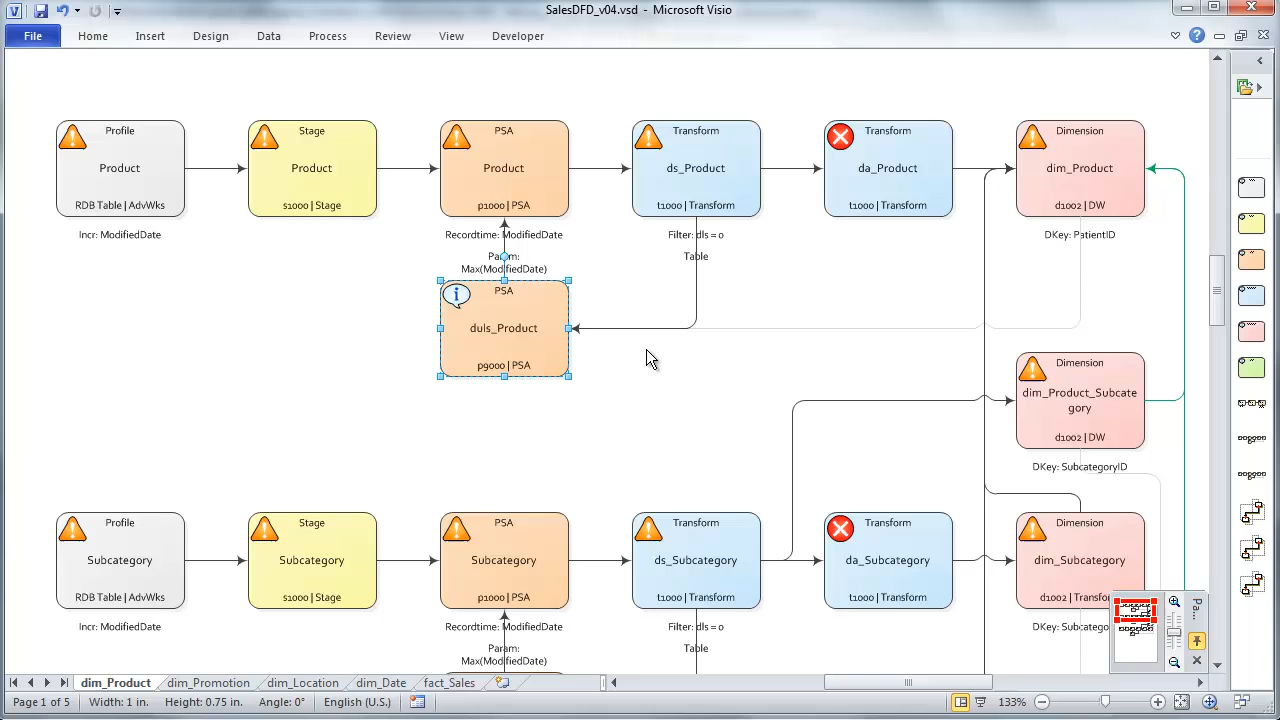 SalesDFD_v04.vsd - Microsoft Visio
File Home Insert Design Data Process Review View Developer
Profile Stage PSA Transform Transform Dimension
Product Product Product ds_Product da_Product dim_Product
RDB Table | AdvWks s1000 | Stage p1000 | PSA t1000 | Transform t1000 | Transform d1002 | DW
Incr: ModifiedDate Recordtime: ModifiedDate Filter: dls = 0 DKey: PatientID
Param: Table
Max(ModifiedDate)
PSA
duls_Product
p9000 | PSA
Dimension
dim_Product_Subcate
gory
d1002 | DW
DKey: SubcategoryID
Profile Stage PSA Transform Transform Dimension
Subcategory Subcategory Subcategory ds_Subcategory da_Subcategory dim_Subcategory
RDB Table | AdvWks s1000 | Stage p1000 | PSA t1000 | Transform t1000 | Transform d1002 | Transfo
Incr: ModifiedDate Recordtime: ModifiedDate Filter: dls = 0 DKey: Subcatego
Param: Table
Max(ModifiedDate)
Pa...
dim_Product dim_Promotion dim_Location dim_Date fact_Sales
Page 1 of 5 Width: 1 in. Height: 0.75 in. Angle: 0° English (U.S.) 133%